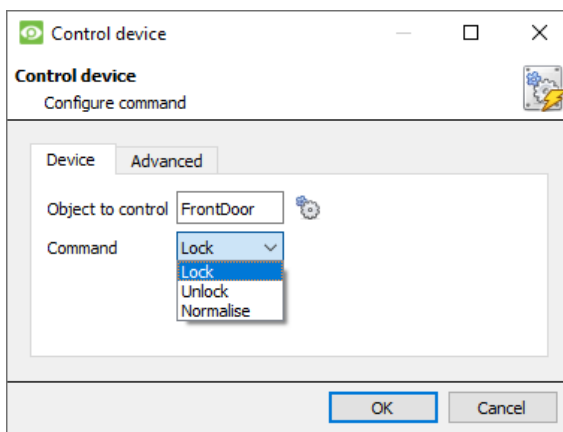 Control device
Control device
Configure command
Device Advanced
Object to control FrontDoor
Command Lock
Lock
Unlock
Normalise
OK Cancel